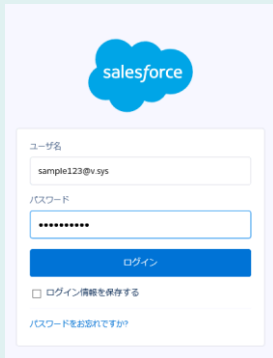 salesforce
ユーザ名
sample123@v.sys
パスワード
••••••••••
ログイン
ログイン情報を保存する
パスワードをお忘れですか?